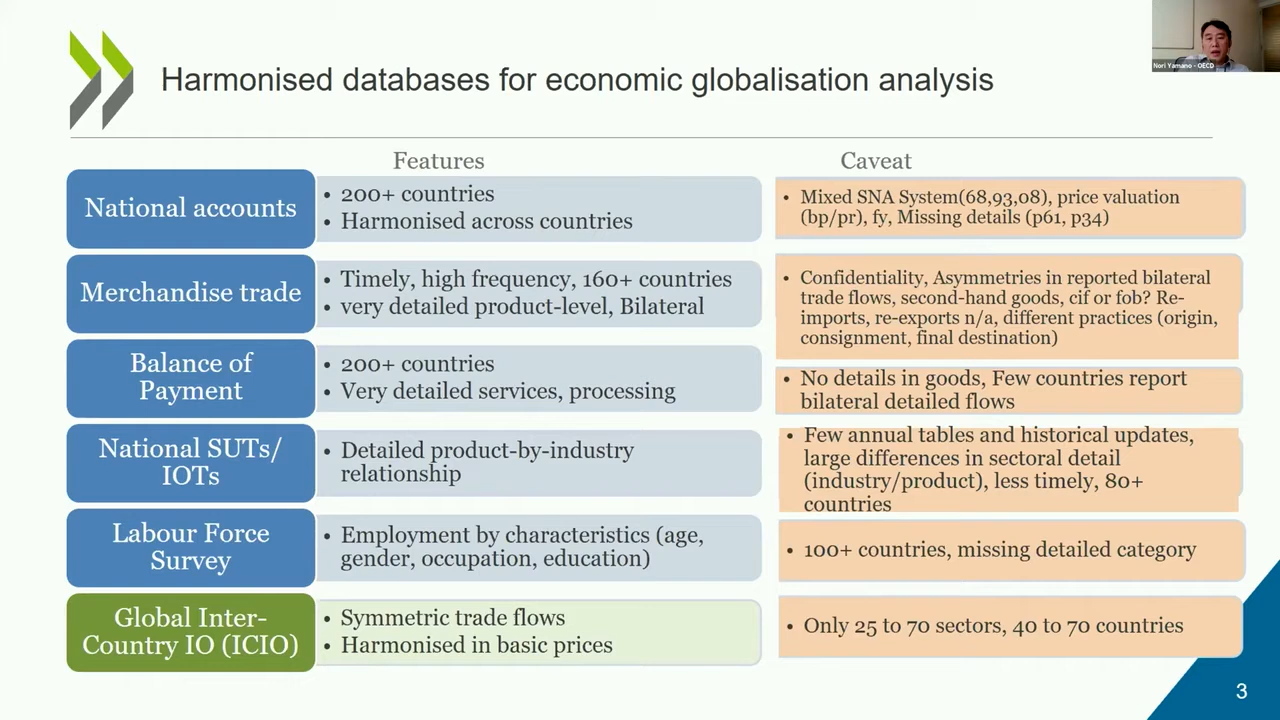 Harmonised databases for economic globalisation analysis
Nori Yamano - OECD
Features
Caveat
National accounts
• 200+ countries
• Harmonised across countries
• Mixed SNA System(68,93,08), price valuation
(bp/pr), fy, Missing details (p61, p34)
Merchandise trade
• Timely, high frequency, 160+ countries
• very detailed product-level, Bilateral
• Confidentiality, Asymmetries in reported bilateral
trade flows, second-hand goods, cif or fob? Re-
imports, re-exports n/a, different practices (origin,
consignment, final destination)
Balance of
Payment
• 200+ countries
• Very detailed services, processing
• No details in goods, Few countries report
bilateral detailed flows
National SUTs/
IOTs
• Detailed product-by-industry
relationship
• Few annual tables and historical updates,
large differences in sectoral detail
(industry/product), less timely, 80+
countries
Labour Force
Survey
• Employment by characteristics (age,
gender, occupation, education)
• 100+ countries, missing detailed category
Global Inter-
Country IO (ICIO)
• Symmetric trade flows
• Harmonised in basic prices
• Only 25 to 70 sectors, 40 to 70 countries
3